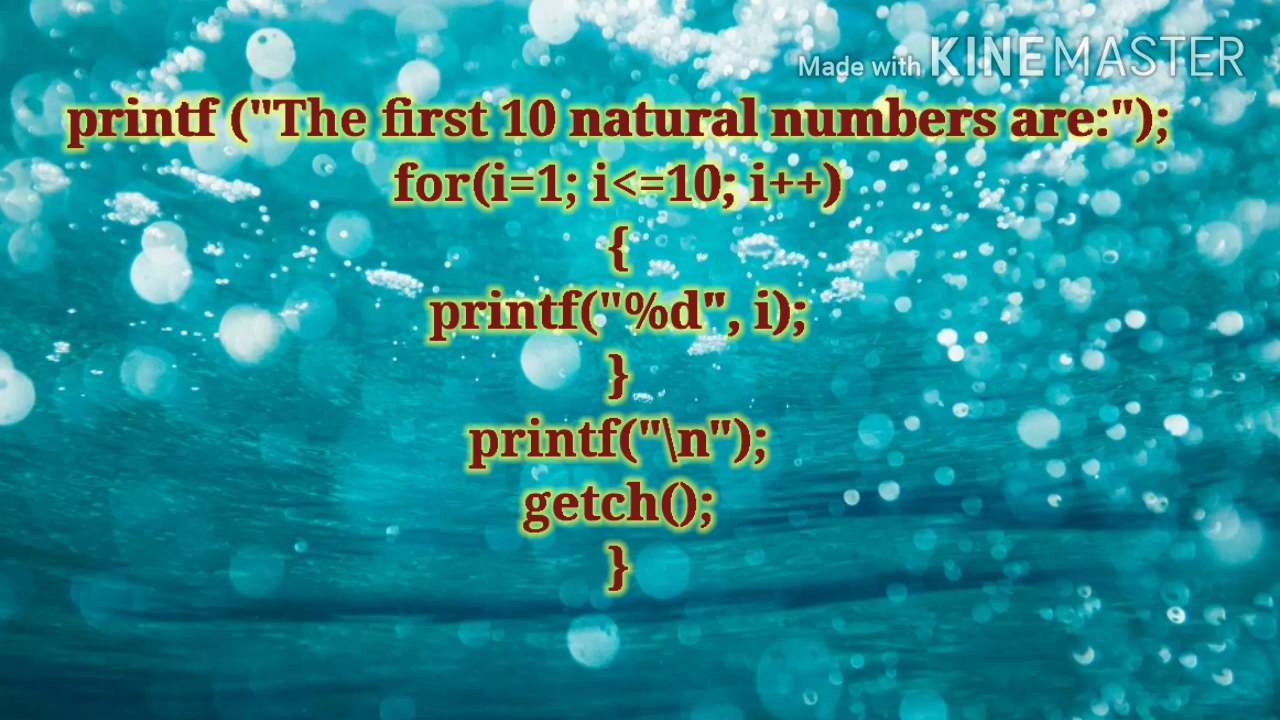 Made with KINEMASTER
printf ("The first 10 natural numbers are:");
for(i=1; i<=10; i++)
{
printf("%d", i);
}
printf("\n");
getch();
}